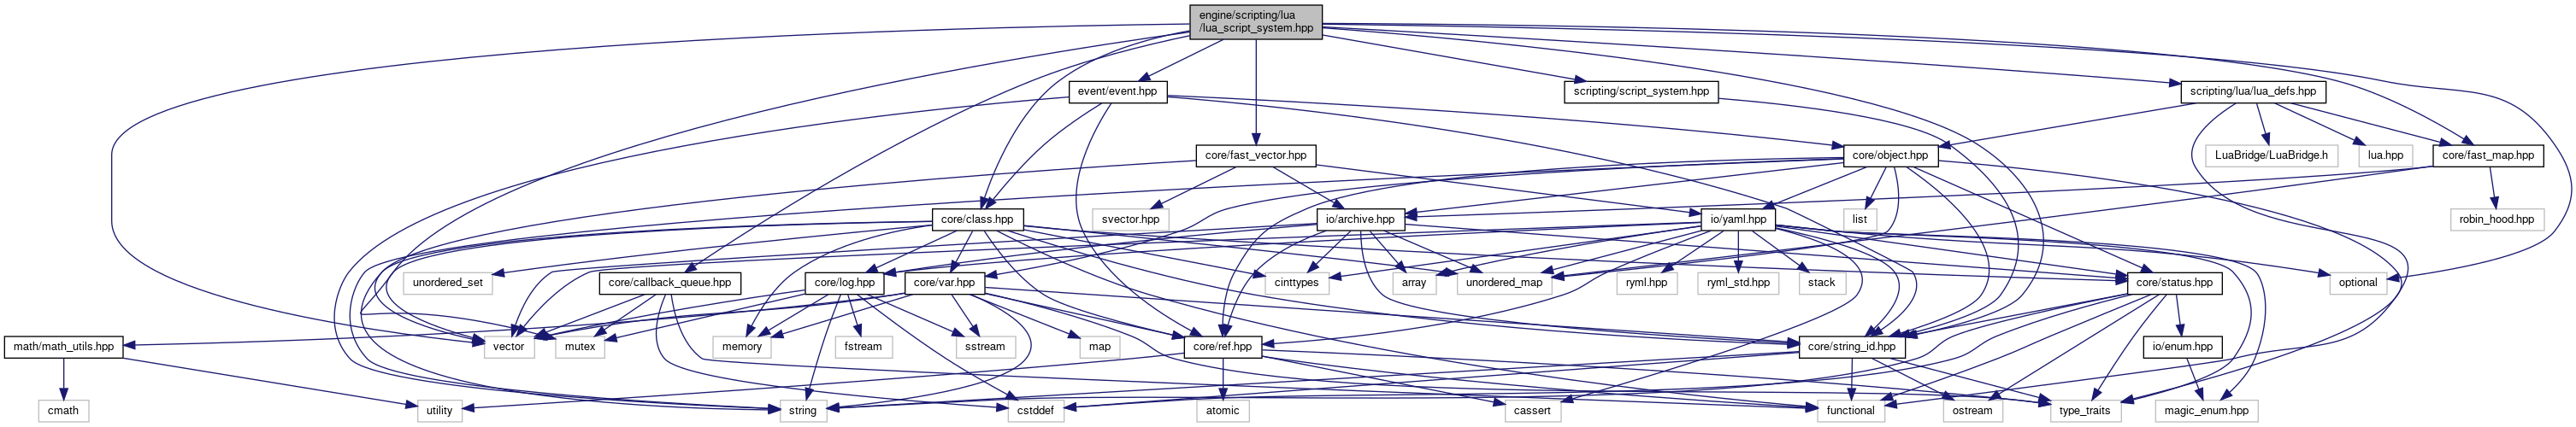 engine/scripting/lua
/lua_script_system.hpp
event/event.hpp
scripting/script_system.hpp
scripting/lua/lua_defs.hpp
core/fast_vector.hpp
core/object.hpp
LuaBridge/LuaBridge.h
lua.hpp
core/fast_map.hpp
core/class.hpp
svector.hpp
io/archive.hpp
io/yaml.hpp
list
robin_hood.hpp
unordered_set
core/callback_queue.hpp
core/log.hpp
core/var.hpp
cinttypes
array
unordered_map
ryml.hpp
ryml_std.hpp
stack
core/status.hpp
optional
math/math_utils.hpp
vector
mutex
memory
fstream
sstream
map
core/ref.hpp
core/string_id.hpp
io/enum.hpp
cmath
utility
string
cstddef
atomic
cassert
functional
ostream
type_traits
magic_enum.hpp